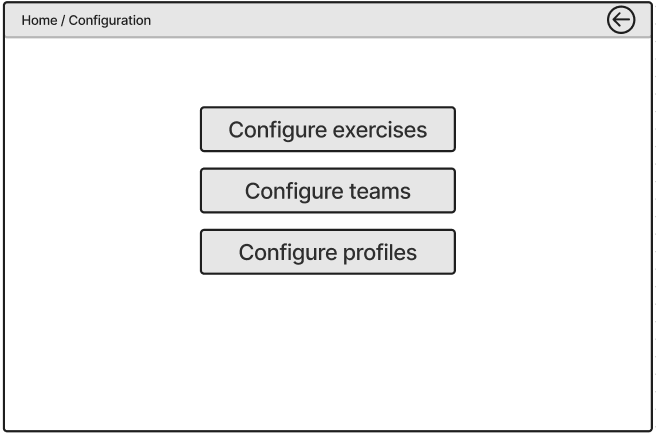 Home / Configuration
Configure exercises
Configure teams
Configure profiles